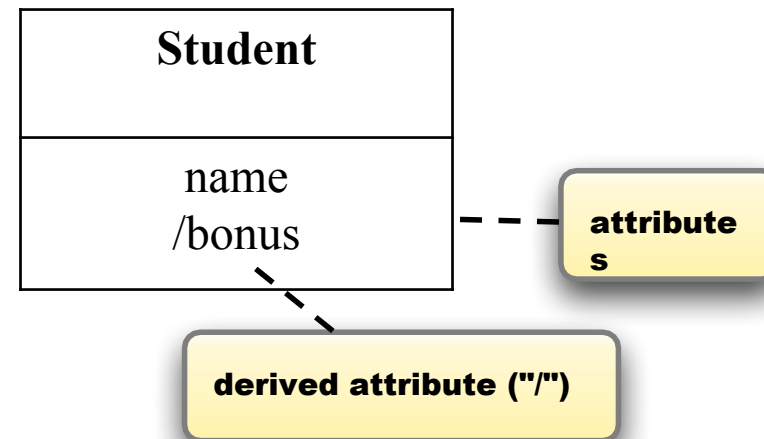 Student
name
/bonus
attribute
s
derived attribute ("/")